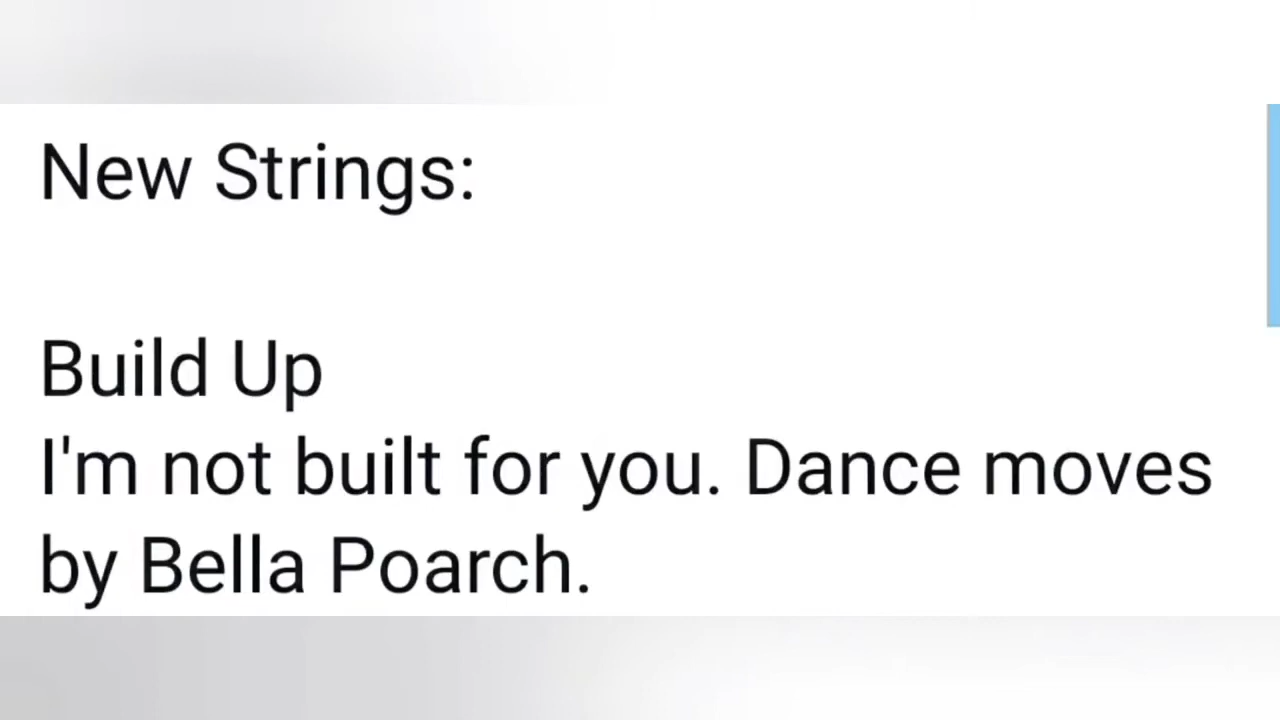 New Strings:
Build Up
I'm not built for you. Dance moves
by Bella Poarch.